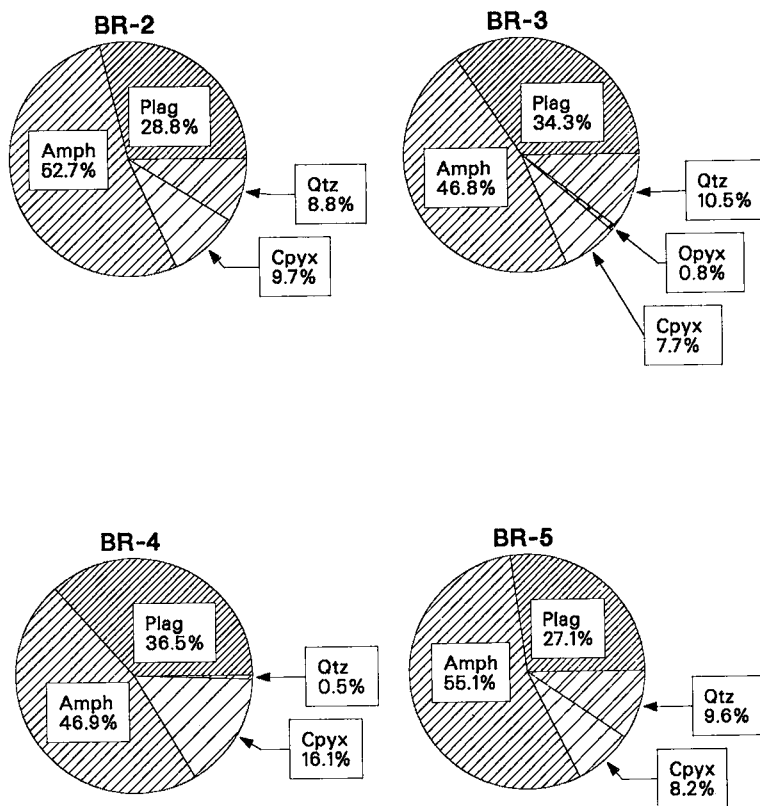 BR-2
Plag
28.8%
Amph
52.7%
Qtz
8.8%
Cpyx
9.7%
BR-3
Plag
34.3%
Amph
46.8%
Qtz
10.5%
Opyx
0.8%
Cpyx
7.7%
BR-4
Plag
36.5%
Qtz
0.5%
Amph
46.9%
Cpyx
16.1%
BR-5
Plag
27.1%
Amph
55.1%
Qtz
9.6%
Cpyx
8.2%